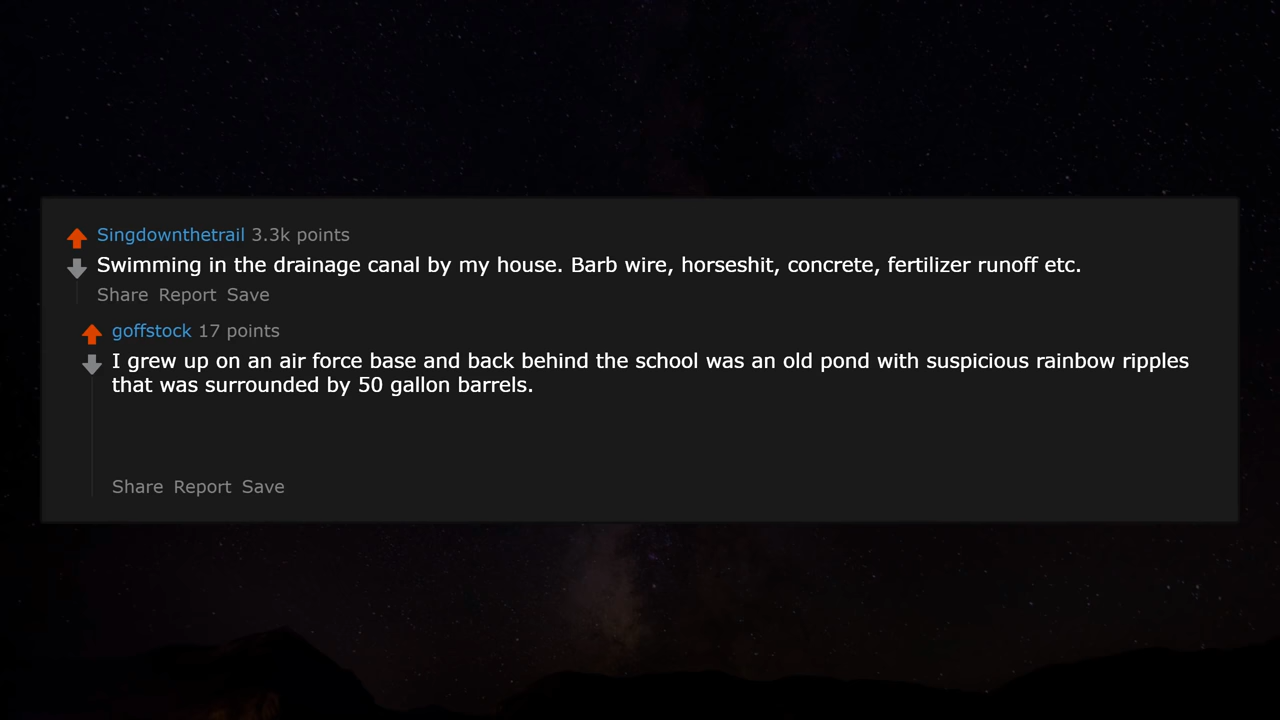 Singdownthetrail 3.3k points
Swimming in the drainage canal by my house. Barb wire, horseshit, concrete, fertilizer runoff etc.
Share Report Save
goffstock 17 points
I grew up on an air force base and back behind the school was an old pond with suspicious rainbow ripples
that was surrounded by 50 gallon barrels.
Share Report Save